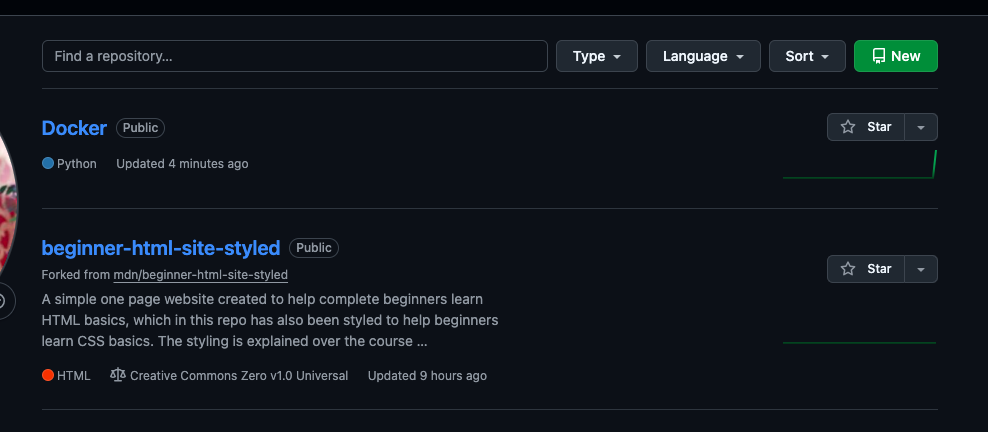 Find a repository... Type Language Sort New
Docker Public Star
Python Updated 4 minutes ago
beginner-html-site-styled Public
Forked from mdn/beginner-html-site-styled Star
A simple one page website created to help complete beginners learn
HTML basics, which in this repo has also been styled to help beginners
learn CSS basics. The styling is explained over the course ...
HTML Creative Commons Zero v1.0 Universal Updated 9 hours ago